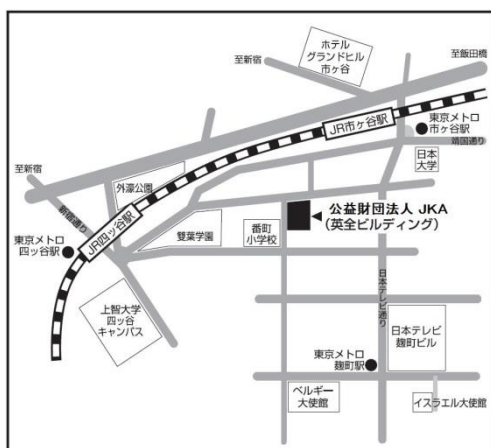 ホテル
グランドヒル
市ヶ谷
至飯田橋
至新宿
JR市ヶ谷駅
東京メトロ
市ヶ谷駅
靖国通り
日本
大学
至新宿
外濠公園
新宿通り
JR四ッ谷駅
東京メトロ
四ッ谷駅
雙葉学園
番町
小学校
公益財団法人 JKA
(英全ビルディング)
上智大学
四ッ谷
キャンパス
日本テレビ通り
日本テレビ
麹町ビル
東京メトロ
麹町駅
ベルギー
大使館
イスラエル大使館